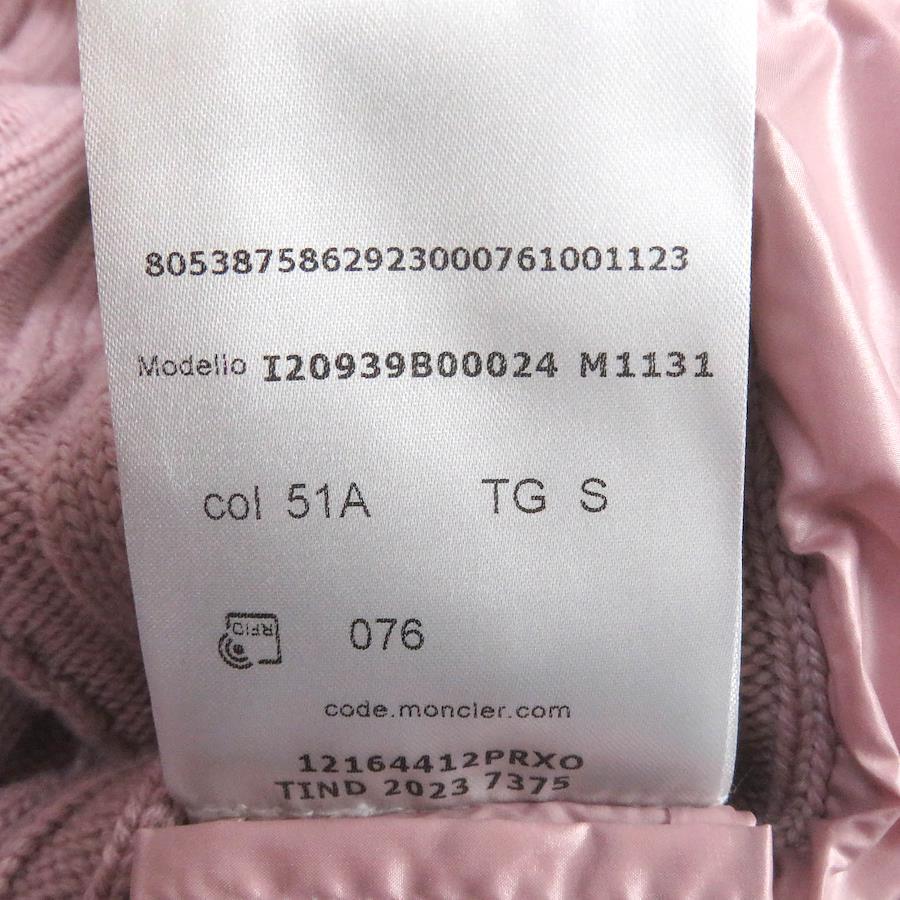 8053875862923000761001123
Modello I20939B00024 M1131
col 51A TG S
RFID 076
code.moncler.com
12164412PRXO
TIND 2023 7375